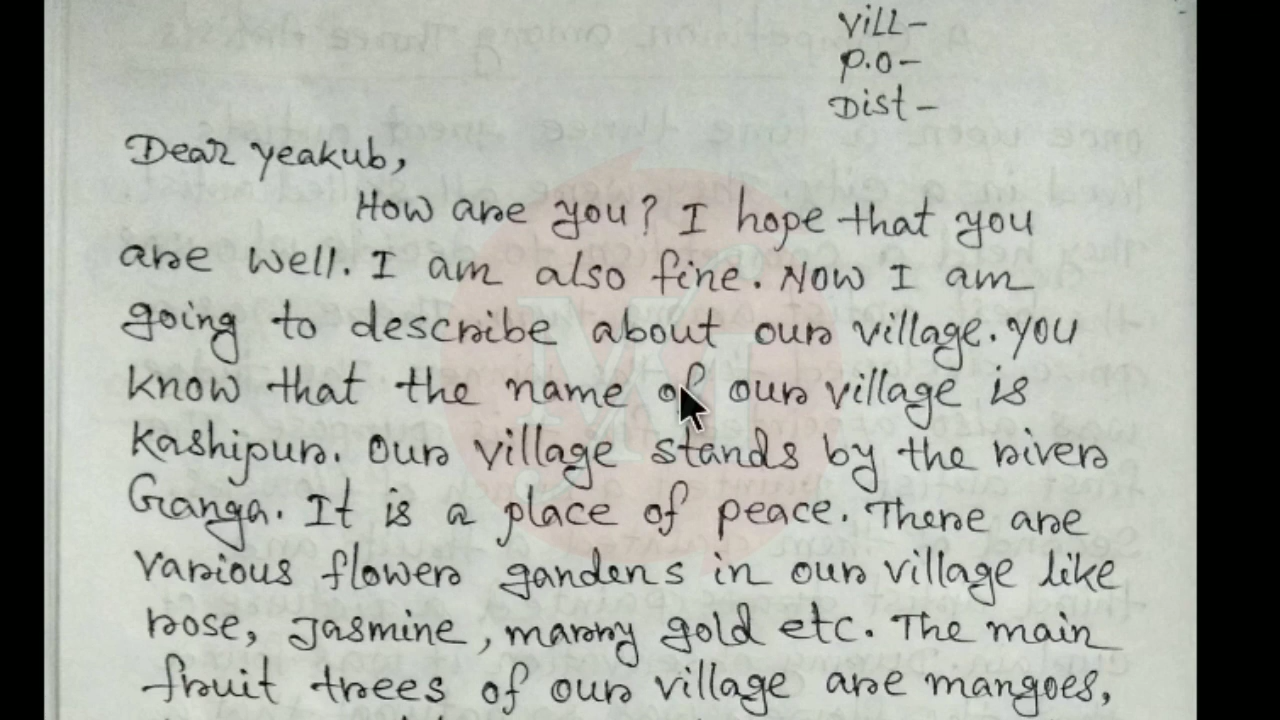 Vill-
P.O-
Dist-
Dear Yeakub,
How are you? I hope that you
are well. I am also fine. Now I am
going to describe about our village. You
know that the name of our village is
Kashipur. Our village stands by the river
Ganga. It is a place of peace. There are
various flower gardens in our village like
rose, Jasmine, marry gold etc. The main
fruit trees of our village are mangoes,